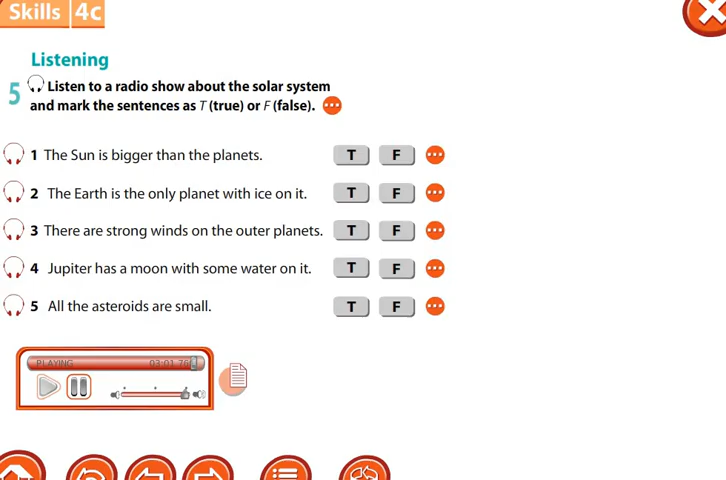 Skills 4c
Listening
5 Listen to a radio show about the solar system
and mark the sentences as T (true) or F (false).
1 The Sun is bigger than the planets. T F
2 The Earth is the only planet with ice on it. T F
3 There are strong winds on the outer planets. T F
4 Jupiter has a moon with some water on it. T F
5 All the asteroids are small. T F
PLAYING